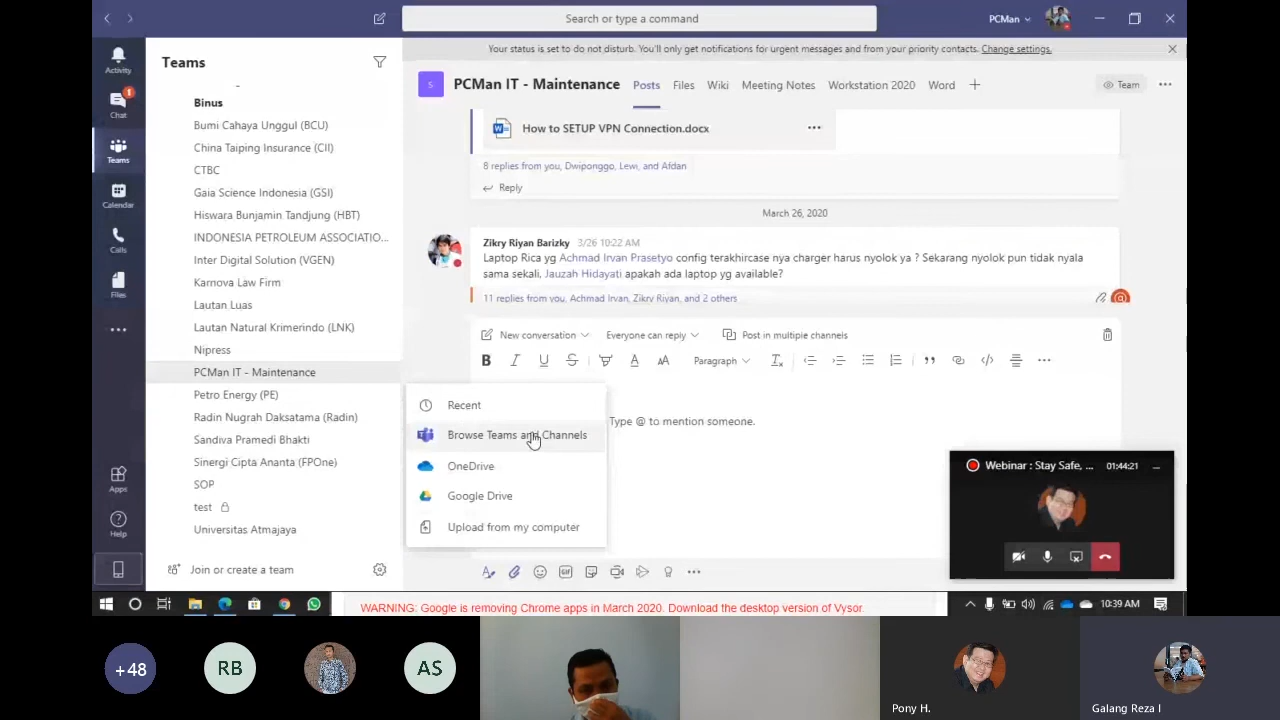 Search or type a command
PCMan
Your status is set to do not disturb. You'll only get notifications for urgent messages and from your priority contacts. Change settings.
Activity
Chat
1
Teams
Calendar
Calls
Files
Apps
Help
Teams
Binus
Bumi Cahaya Unggul (BCU)
China Taiping Insurance (CII)
CTBC
Gaia Science Indonesia (GSI)
Hiswara Bunjamin Tandjung (HBT)
INDONESIA PETROLEUM ASSOCIATIO...
Inter Digital Solution (VGEN)
Karnova Law Firm
Lautan Luas
Lautan Natural Krimerindo (LNK)
Nipress
PCMan IT - Maintenance
Petro Energy (PE)
Radin Nugrah Daksatama (Radin)
Sandiva Pramedi Bhakti
Sinergi Cipta Ananta (FPOne)
SOP
test
Universitas Atmajaya
Join or create a team
S
PCMan IT - Maintenance
Posts
Files
Wiki
Meeting Notes
Workstation 2020
Word
Team
How to SETUP VPN Connection.docx
8 replies from you, Dwiponggo, Lewi, and Afdan
Reply
March 26, 2020
Zikry Riyan Barizky 3/26 10:22 AM
Laptop Rica yg Achmad Irvan Prasetyo config terakhircase nya charger harus nyolok ya ? Sekarang nyolok pun tidak nyala
sama sekali, Jauzah Hidayati apakah ada laptop yg available?
11 replies from you, Achmad Irvan, Zikry Riyan, and 2 others
New conversation
Everyone can reply
Post in multiple channels
B I U S
Paragraph
Type @ to mention someone.
Recent
Browse Teams and Channels
OneDrive
Google Drive
Upload from my computer
GIF
Webinar : Stay Safe, ...
01:44:21
WARNING: Google is removing Chrome apps in March 2020. Download the desktop version of Vysor.
10:39 AM
+48
RB
AS
Pony H.
Galang Reza I